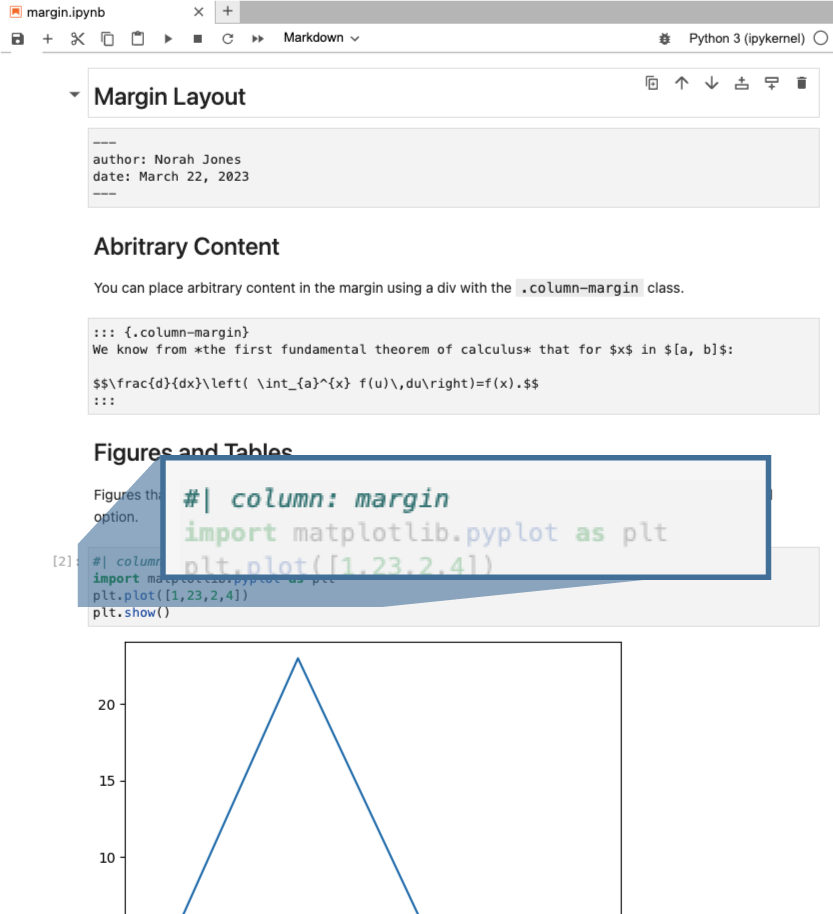 margin.ipynb
Markdown
Python 3 (ipykernel)
Margin Layout
---
author: Norah Jones
date: March 22, 2023
---
Abritrary Content
You can place arbitrary content in the margin using a div with the .column-margin class.
::: {.column-margin}
We know from *the first fundamental theorem of calculus* that for $x$ in $[a, b]$:
$$\frac{d}{dx}\left( \int_{a}^{x} f(u)\,du\right)=f(x).$$
:::
Figures and Tables
Figures
option.
#| column: margin
import matplotlib.pyplot as plt
plt.plot([1,23,2,4])
[2]: #| column
import matplotlib.pyplot as plt
plt.plot([1,23,2,4])
plt.show()
20
15
10